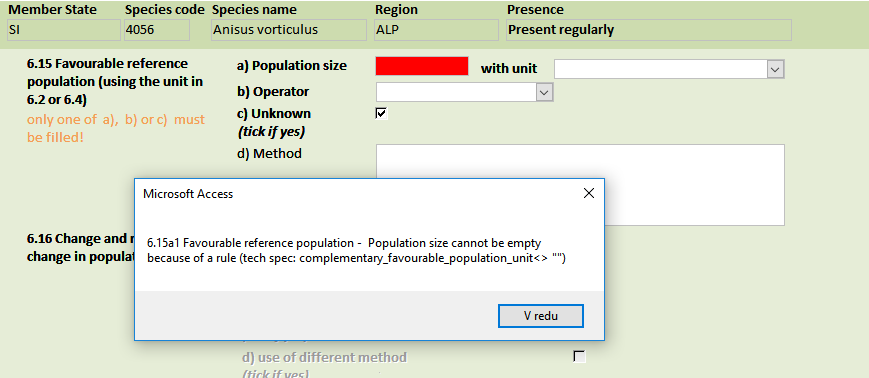 Member State Species code Species name Region Presence
SI 4056 Anisus vorticulus ALP Present regularly
6.15 Favourable reference a) Population size with unit
population (using the unit in
6.2 or 6.4) b) Operator
only one of a), b) or c) must c) Unknown
be filled! (tick if yes)
d) Method
Microsoft Access
6.15a1 Favourable reference population - Population size cannot be empty
because of a rule (tech spec: complementary_favourable_population_unit<> "")
V redu
6.16 Change and r
change in populat
d) use of different method
(tick if yes)